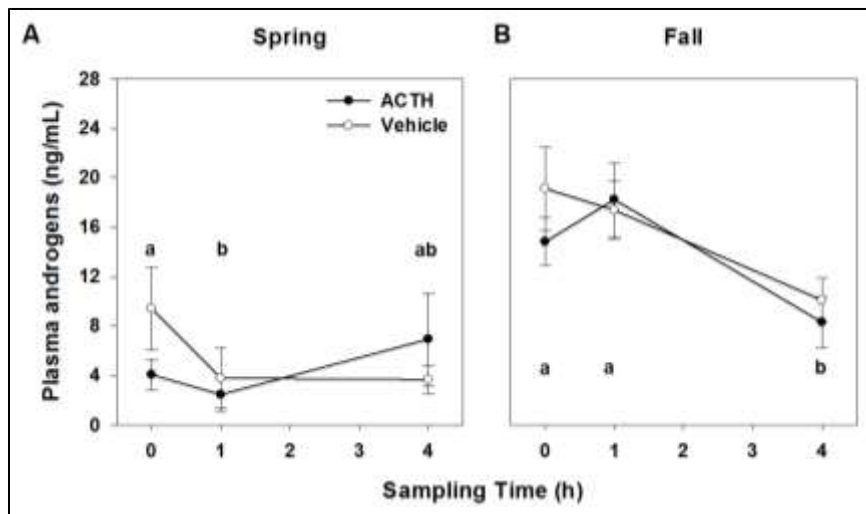 A Spring B Fall
28
24
20
16
12
8
4
0
Plasma androgens (ng/mL)
ACTH
Vehicle
a b ab
a a b
0 1 2 3 4 0 1 2 3 4
Sampling Time (h)